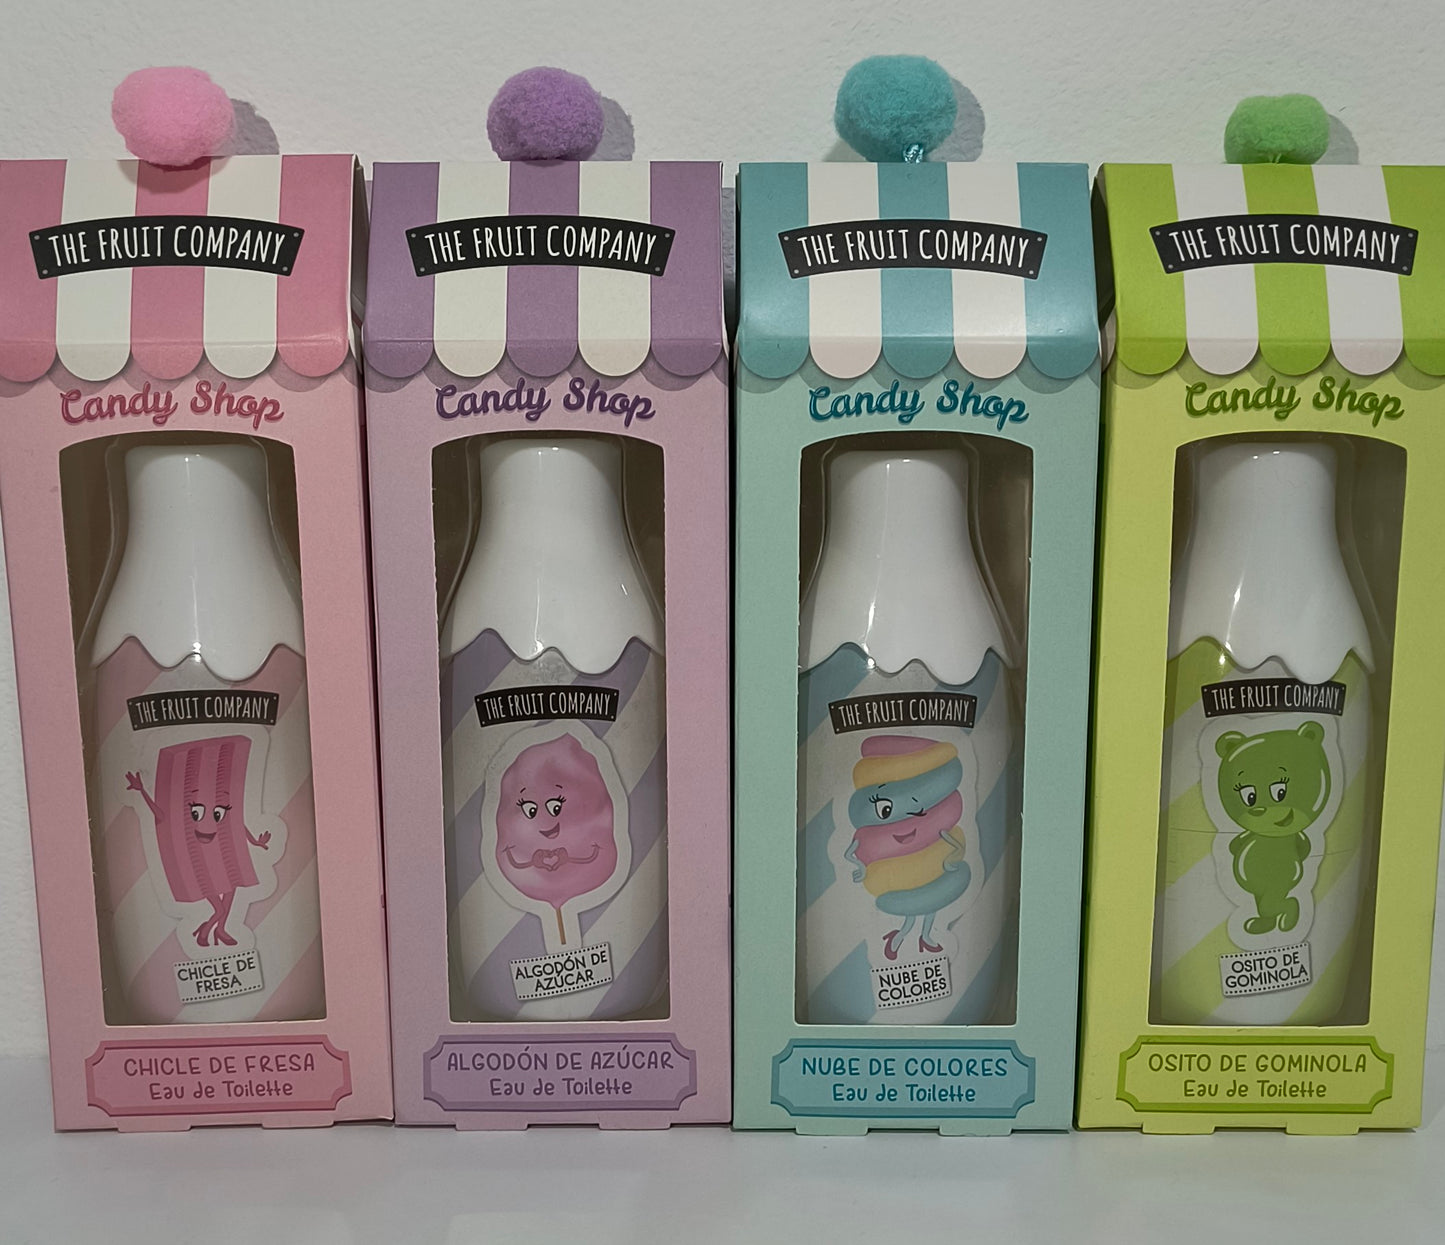 THE FRUIT COMPANY
Candy Shop
THE FRUIT COMPANY
CHICLE DE
FRESA
CHICLE DE FRESA
Eau de Toilette
THE FRUIT COMPANY
Candy Shop
THE FRUIT COMPANY
ALGODÓN DE
AZÚCAR
ALGODÓN DE AZÚCAR
Eau de Toilette
THE FRUIT COMPANY
Candy Shop
THE FRUIT COMPANY
NUBE DE
COLORES
NUBE DE COLORES
Eau de Toilette
THE FRUIT COMPANY
Candy Shop
THE FRUIT COMPANY
OSITO DE
GOMINOLA
OSITO DE GOMINOLA
Eau de Toilette